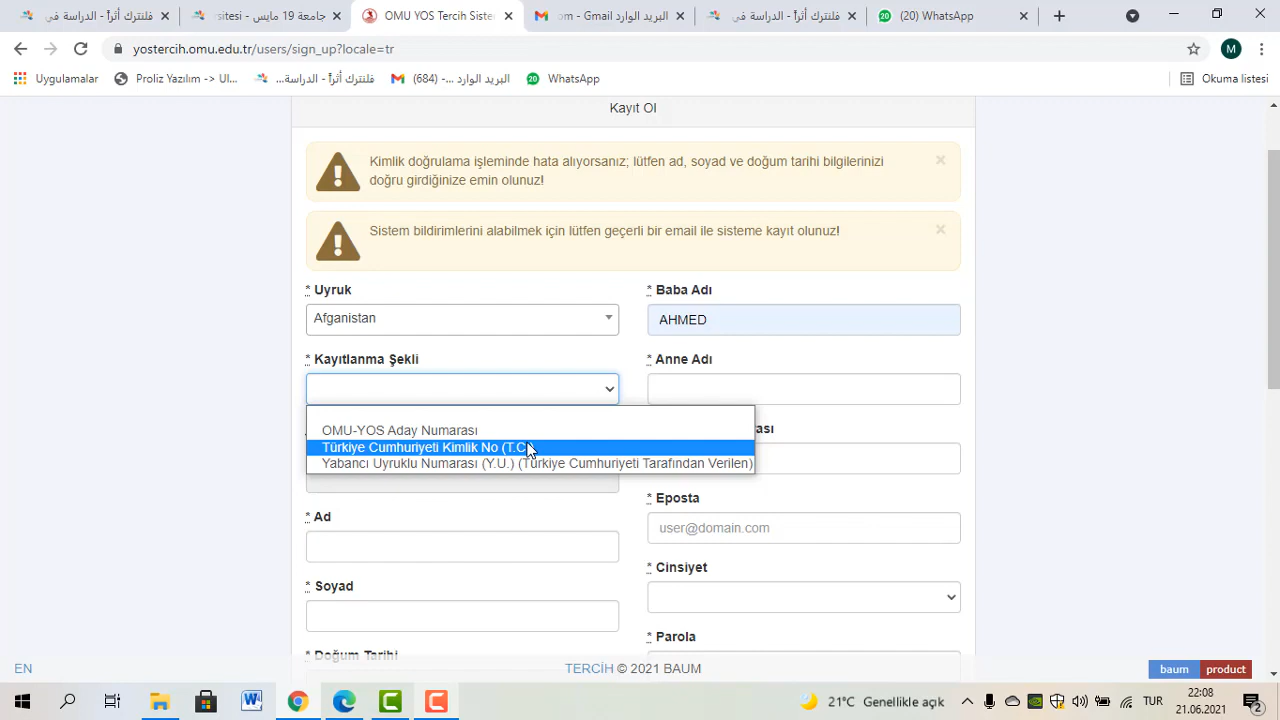 فلنترك أثراً - الدراسة في
جامعة 19 مايس - sitesi
OMU YOS Tercih Siste
البريد الوارد - Gmail - om
فلنترك أثراً - الدراسة في
(20) WhatsApp
yostercih.omu.edu.tr/users/sign_up?locale=tr
M
Uygulamalar
Proliz Yazılım -> Ul...
فلنترك أثراً - الدراسة...
البريد الوارد - (684)...
20
WhatsApp
Okuma listesi
Kayıt Ol
Kimlik doğrulama işleminde hata alıyorsanız; lütfen ad, soyad ve doğum tarihi bilgilerinizi
doğru girdiğinize emin olunuz!
×
Sistem bildirimlerini alabilmek için lütfen geçerli bir email ile sisteme kayıt olunuz!
×
* Uyruk
Afganistan
* Baba Adı
AHMED
* Kayıtlanma Şekli
* Anne Adı
OMU-YOS Aday Numarası
Türkiye Cumhuriyeti Kimlik No (T.C
Yabancı Uyruklu Numarası (Y.U.) (Türkiye Cumhuriyeti Tarafından Verilen)
ası
* Eposta
user@domain.com
* Ad
* Cinsiyet
* Soyad
* Parola
* Doğum Tarihi
EN
TERCİH © 2021 BAUM
baum product
21°C Genellikle açık
TUR
22:08
21.06.2021
2